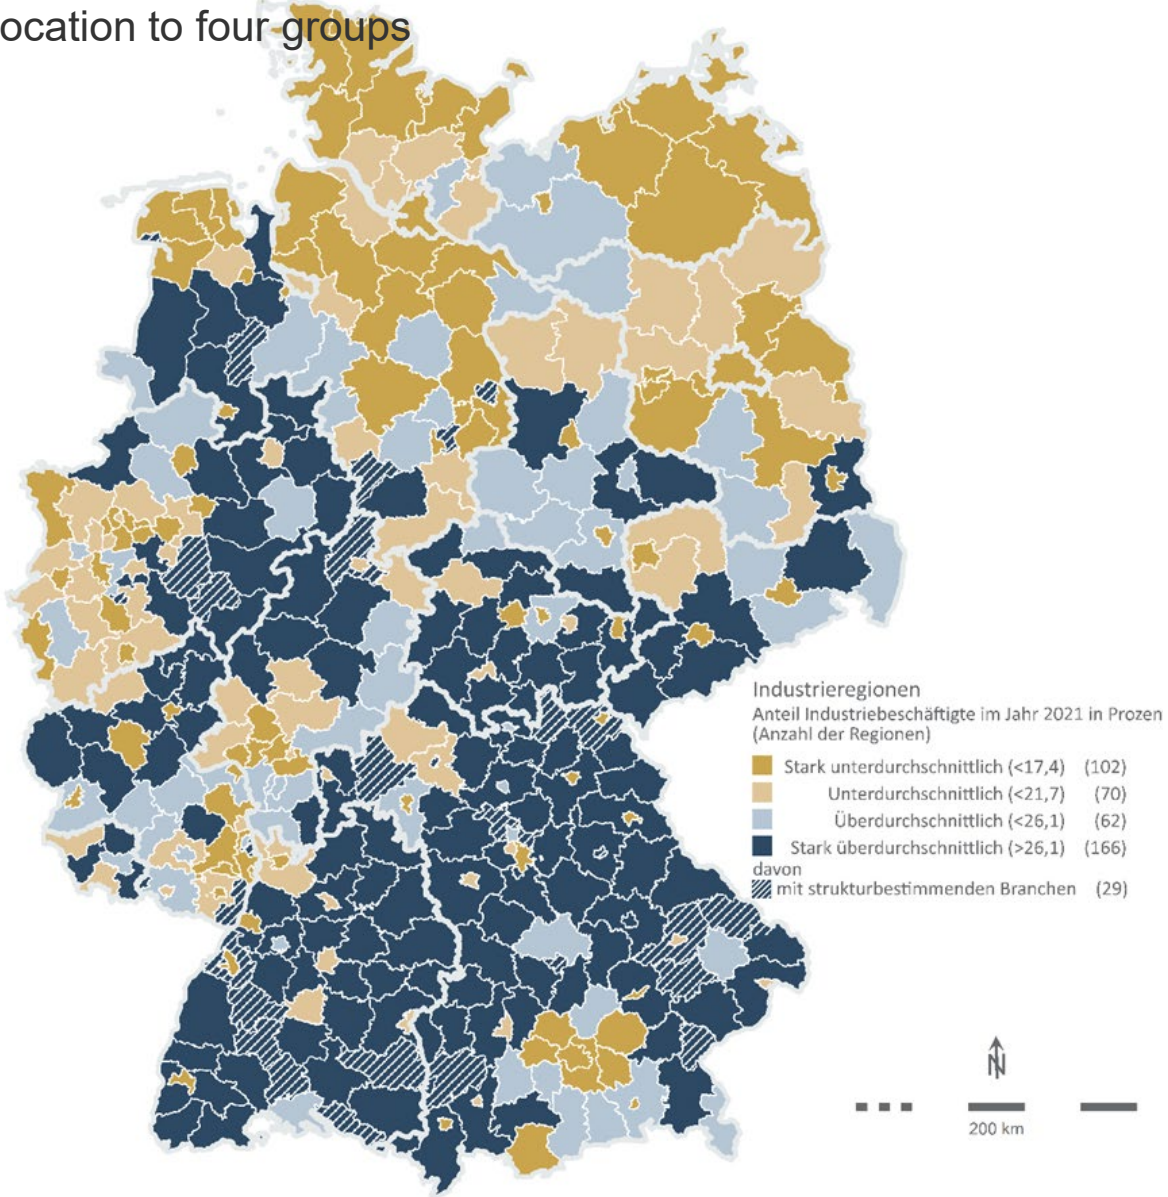 ocation to four groups
Industrieregionen
Anteil Industriebeschäftigte im Jahr 2021 in Prozen
(Anzahl der Regionen)
Stark unterdurchschnittlich (<17,4) (102)
Unterdurchschnittlich (<21,7) (70)
Überdurchschnittlich (<26,1) (62)
Stark überdurchschnittlich (>26,1) (166)
davon
mit strukturbestimmenden Branchen (29)
N
200 km